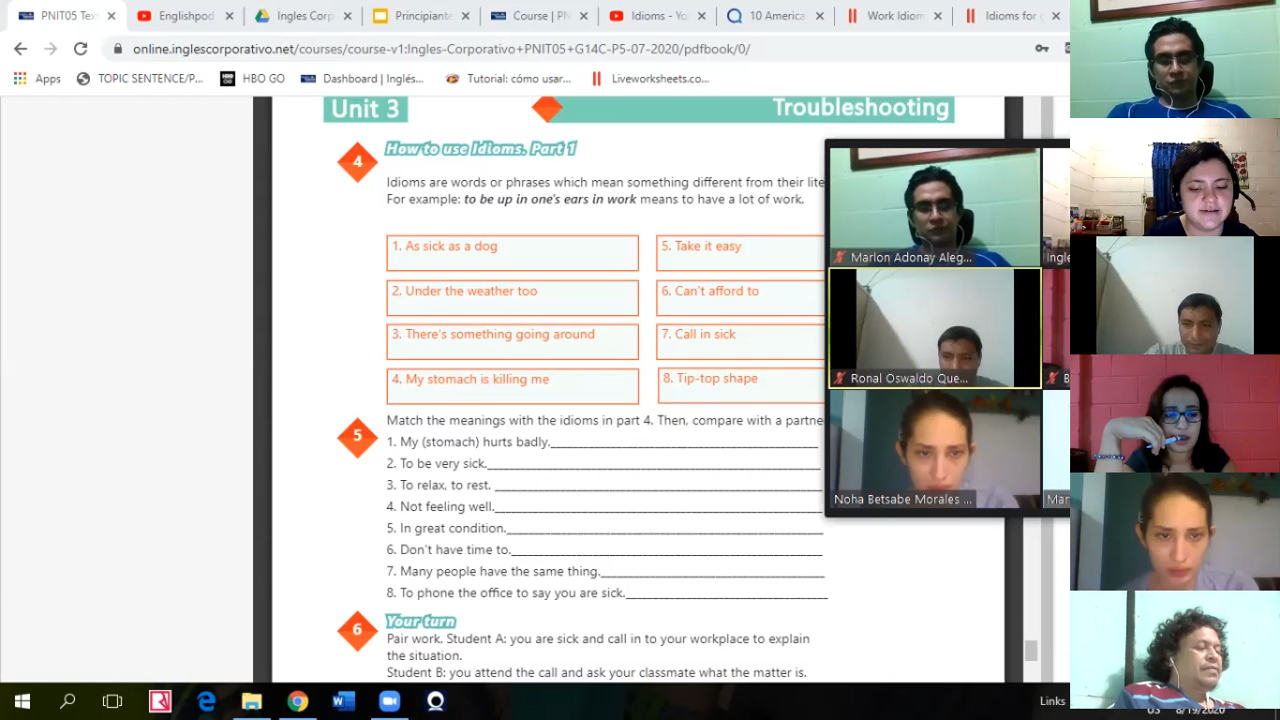 PNIT05 Tex
Englishpod
Ingles Corp
Principiante
Course | PN
Idioms - Yo
10 America
Work Idiom
Idioms for g
online.inglescorporativo.net/courses/course-v1:Ingles-Corporativo+PNIT05+G14C-P5-07-2020/pdfbook/0/
Apps
TOPIC SENTENCE/P...
HBO GO
Dashboard | Inglés...
Tutorial: cómo usar...
Liveworksheets.co...
Unit 3
Troubleshooting
4
How to use Idioms. Part 1
Idioms are words or phrases which mean something different from their lite
For example: to be up in one's ears in work means to have a lot of work.
1. As sick as a dog
5. Take it easy
2. Under the weather too
6. Can't afford to
3. There's something going around
7. Call in sick
4. My stomach is killing me
8. Tip-top shape
5
Match the meanings with the idioms in part 4. Then, compare with a partne
1. My (stomach) hurts badly.
2. To be very sick.
3. To relax, to rest.
4. Not feeling well.
5. In great condition.
6. Don't have time to.
7. Many people have the same thing.
8. To phone the office to say you are sick.
6
Your turn
Pair work. Student A: you are sick and call in to your workplace to explain
the situation.
Student B: you attend the call and ask your classmate what the matter is.
Marlon Adonay Aleg...
Ingle
Ronal Oswaldo Que...
B
Noha Betsabe Morales ...
Mar
Links
8/19/2020